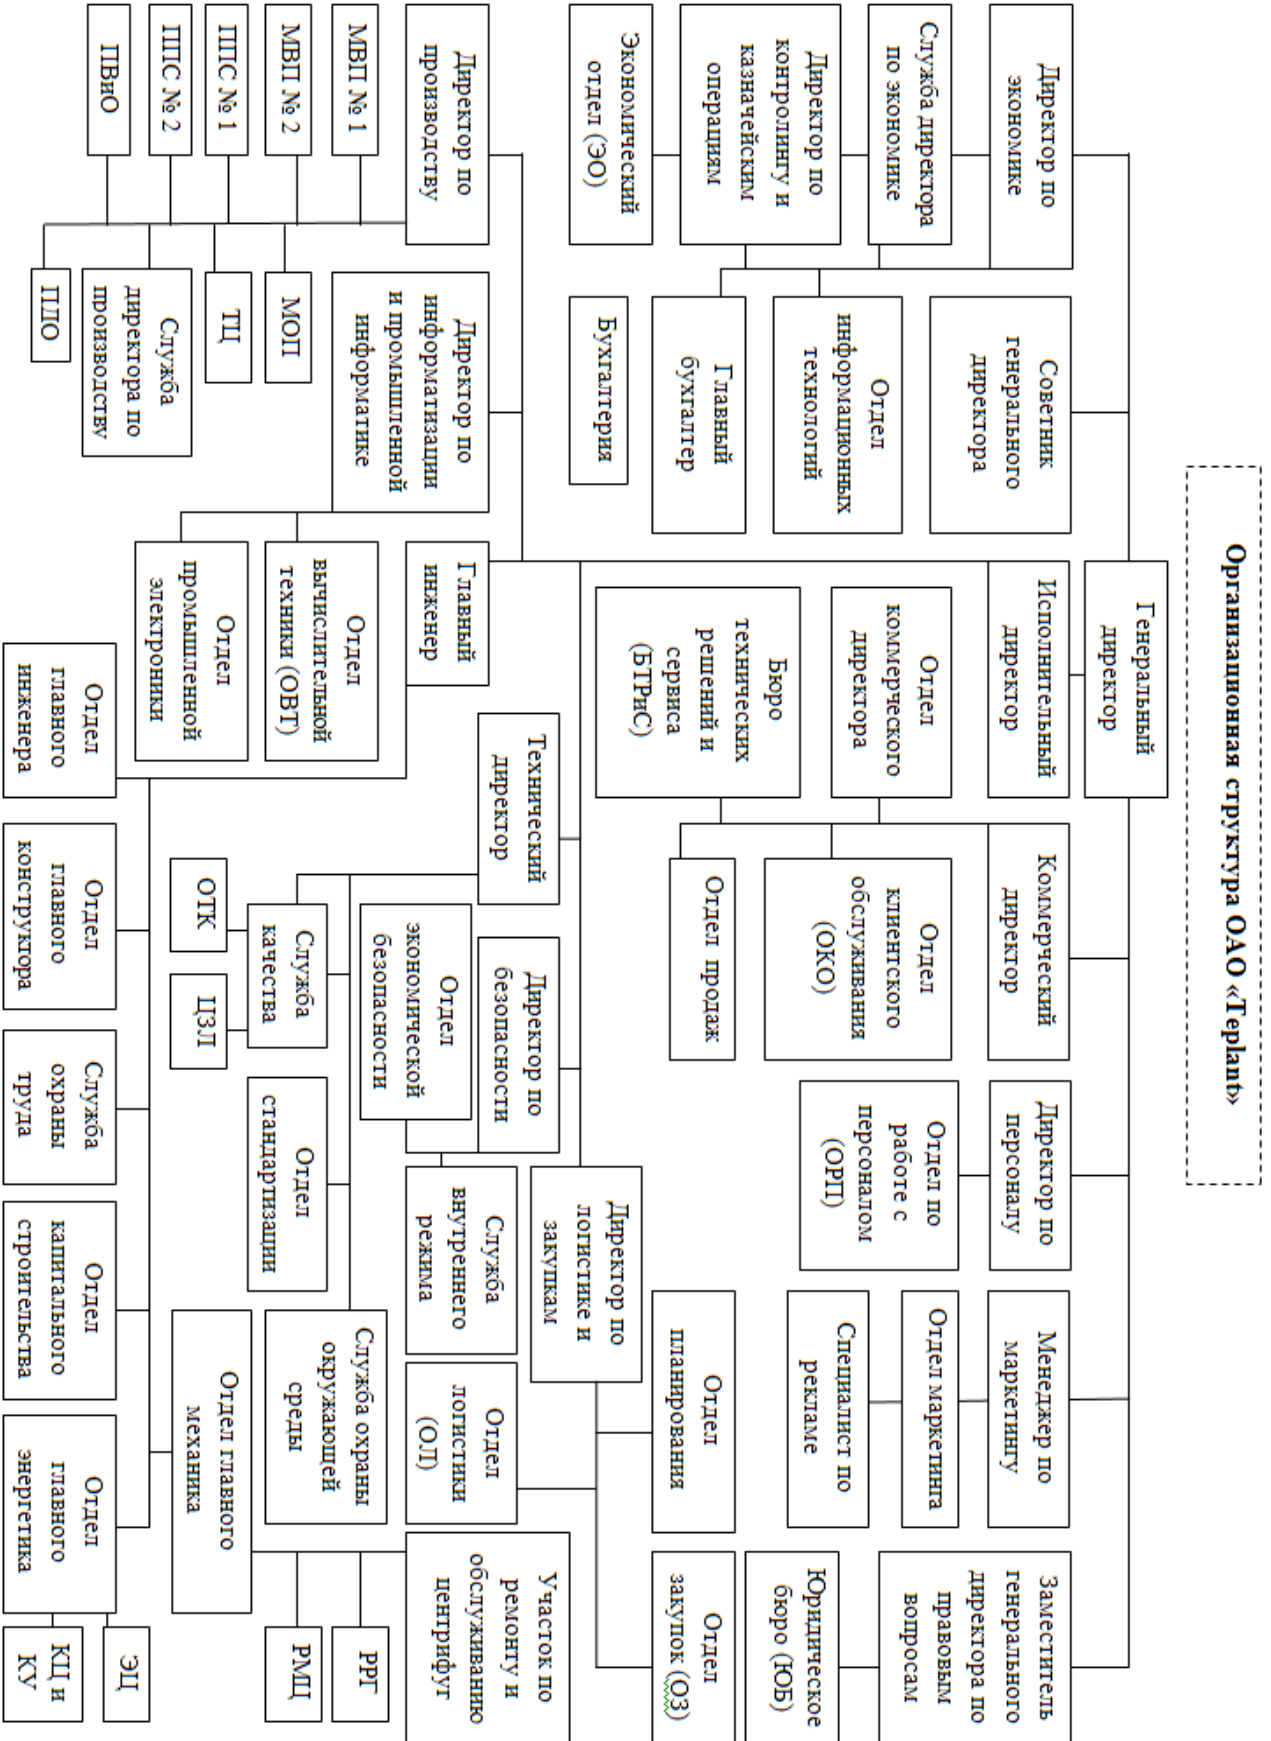 Организационная структура ОАО «Teplant»
Генеральный
директор
Директор по
экономике
Советник
генерального
директора
Исполнительный
директор
Коммерческий
директор
Директор по
персоналу
Менеджер по
маркетингу
Заместитель
генерального
директора по
правовым
вопросам
Служба директора
по экономике
Отдел
информационных
технологий
Отдел
коммерческого
директора
Отдел
клиентского
обслуживания
(ОКО)
Отдел по
работе с
персоналом
(ОРП)
Отдел маркетинга
Специалист по
рекламе
Юридическое
бюро (ЮБ)
Директор по
контролингу и
казначейским
операциям
Главный
бухгалтер
Бюро
технических
решений и
сервиса
(БТРиС)
Отдел продаж
Экономический
отдел (ЭО)
Бухгалтерия
Отдел
планирования
Отдел
закупок (ОЗ)
Директор по
производству
Директор по
информатизации
и промышленной
информатике
Главный
инженер
Технический
директор
Директор по
безопасности
Директор по
логистике и
закупкам
Отдел
экономической
безопасности
Служба
внутреннего
режима
Отдел
логистики
(ОЛ)
Участок по
ремонту и
обслуживанию
центрифуг
МВП № 1
МВП № 2
ППС № 1
ППС № 2
ПВиО
МОП
ТЦ
Служба
директора по
производству
ПДО
Отдел
вычислительной
техники (ОВТ)
Отдел
промышленной
электроники
Служба
качества
ОТК
ЦЗЛ
Отдел
стандартизации
Служба охраны
окружающей
среды
Отдел главного
механика
РРГ
РМЦ
Отдел
главного
инженера
Отдел
главного
конструктора
Служба
охраны
труда
Отдел
капитального
строительства
Отдел
главного
энергетика
ЭЦ
КЦ и
КУ